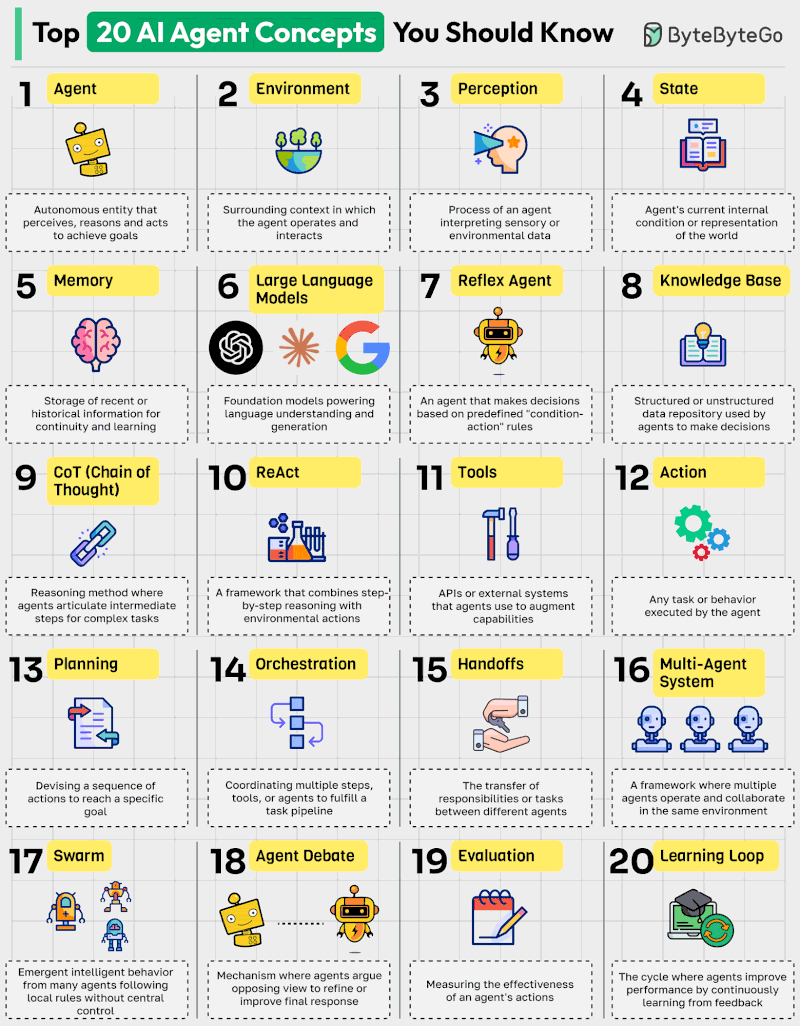 Top 20 AI Agent Concepts You Should Know
ByteByteGo
1 Agent
Autonomous entity that
perceives, reasons and acts
to achieve goals
2 Environment
Surrounding context in which
the agent operates and
interacts
3 Perception
Process of an agent
interpreting sensory or
environmental data
4 State
Agent's current internal
condition or representation
of the world
5 Memory
Storage of recent or
historical information for
continuity and learning
6 Large Language
Models
Foundation models powering
language understanding and
generation
7 Reflex Agent
An agent that makes decisions
based on predefined "condition-
action" rules
8 Knowledge Base
Structured or unstructured
data repository used by
agents to make decisions
9 CoT (Chain of
Thought)
Reasoning method where
agents articulate intermediate
steps for complex tasks
10 ReAct
A framework that combines step-
by-step reasoning with
environmental actions
11 Tools
APIs or external systems
that agents use to augment
capabilities
12 Action
Any task or behavior
executed by the agent
13 Planning
Devising a sequence of
actions to reach a specific
goal
14 Orchestration
Coordinating multiple steps,
tools, or agents to fulfill a
task pipeline
15 Handoffs
The transfer of
responsibilities or tasks
between different agents
16 Multi-Agent
System
A framework where multiple
agents operate and collaborate
in the same environment
17 Swarm
Emergent intelligent behavior
from many agents following
local rules without central
control
18 Agent Debate
Mechanism where agents argue
opposing view to refine or
improve final response
19 Evaluation
Measuring the effectiveness
of an agent's actions
20 Learning Loop
The cycle where agents improve
performance by continuously
learning from feedback